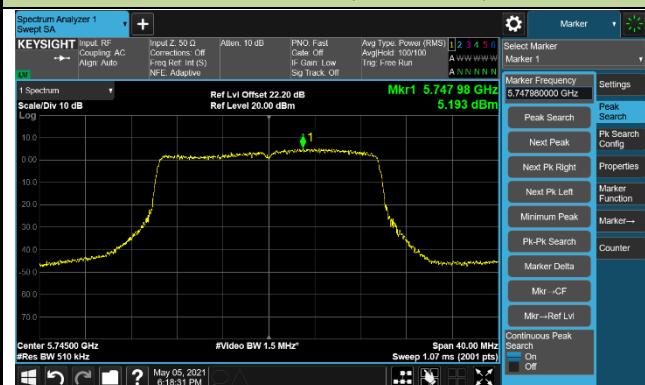 Spectrum Analyzer 1
Swept SA
Marker
KEYSIGHT
Input: RF
Coupling: AC
Align: Auto
Input Z: 50 Ω
Corrections: Off
Freq Ref: Int (S)
NFE: Adaptive
Atten: 10 dB
PNO: Fast
Gate: Off
IF Gain: Low
Sig Track: Off
Avg Type: Power (RMS)
Avg|Hold: 100/100
Trig: Free Run
1 2 3 4 5 6
A W W W W W
A N N N N N
LXI
1 Spectrum
Scale/Div 10 dB
Log
Ref Lvl Offset 22.20 dB
Ref Level 20.00 dBm
Mkr1 5.747 98 GHz
5.193 dBm
1
10.0
0.00
-10.0
-20.0
-30.0
-40.0
-50.0
-60.0
-70.0
Center 5.74500 GHz
#Res BW 510 kHz
#Video BW 1.5 MHz*
Span 40.00 MHz
Sweep 1.07 ms (2001 pts)
May 05, 2021
6:18:31 PM
Select Marker
Marker 1
Marker Frequency
5.747980000 GHz
Peak Search
Next Peak
Next Pk Right
Next Pk Left
Minimum Peak
Pk-Pk Search
Marker Delta
Mkr→CF
Mkr→Ref Lvl
Continuous Peak
Search
On
Off
Settings
Peak
Search
Pk Search
Config
Properties
Marker
Function
Marker→
Counter